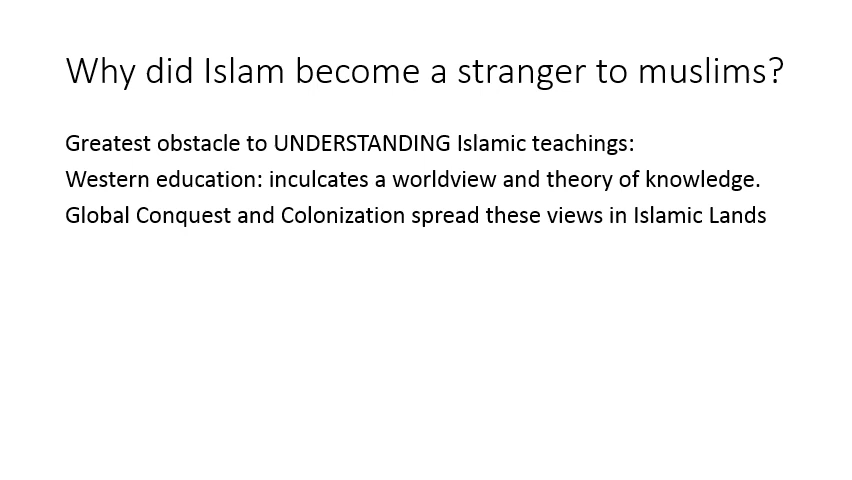 Why did Islam become a stranger to muslims?
Greatest obstacle to UNDERSTANDING Islamic teachings:
Western education: inculcates a worldview and theory of knowledge.
Global Conquest and Colonization spread these views in Islamic Lands